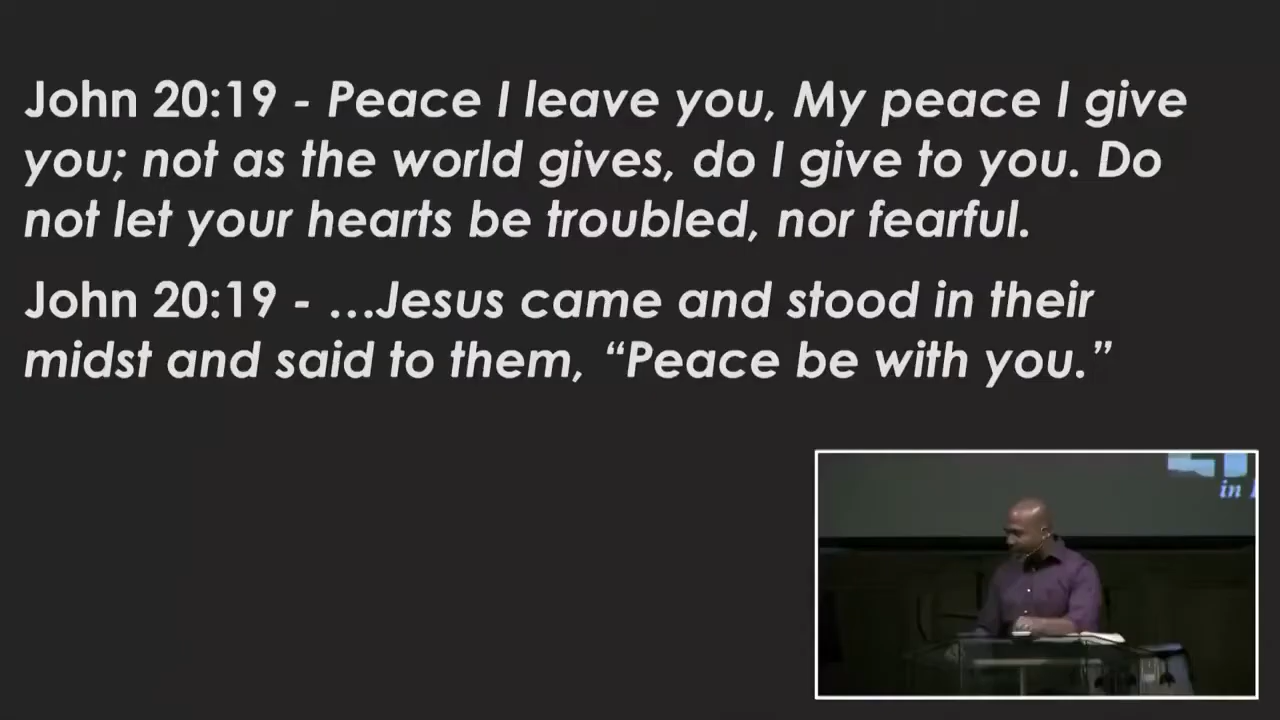 John 20:19 - Peace I leave you, My peace I give
you; not as the world gives, do I give to you. Do
not let your hearts be troubled, nor fearful.
John 20:19 - …Jesus came and stood in their
midst and said to them, “Peace be with you.”
in